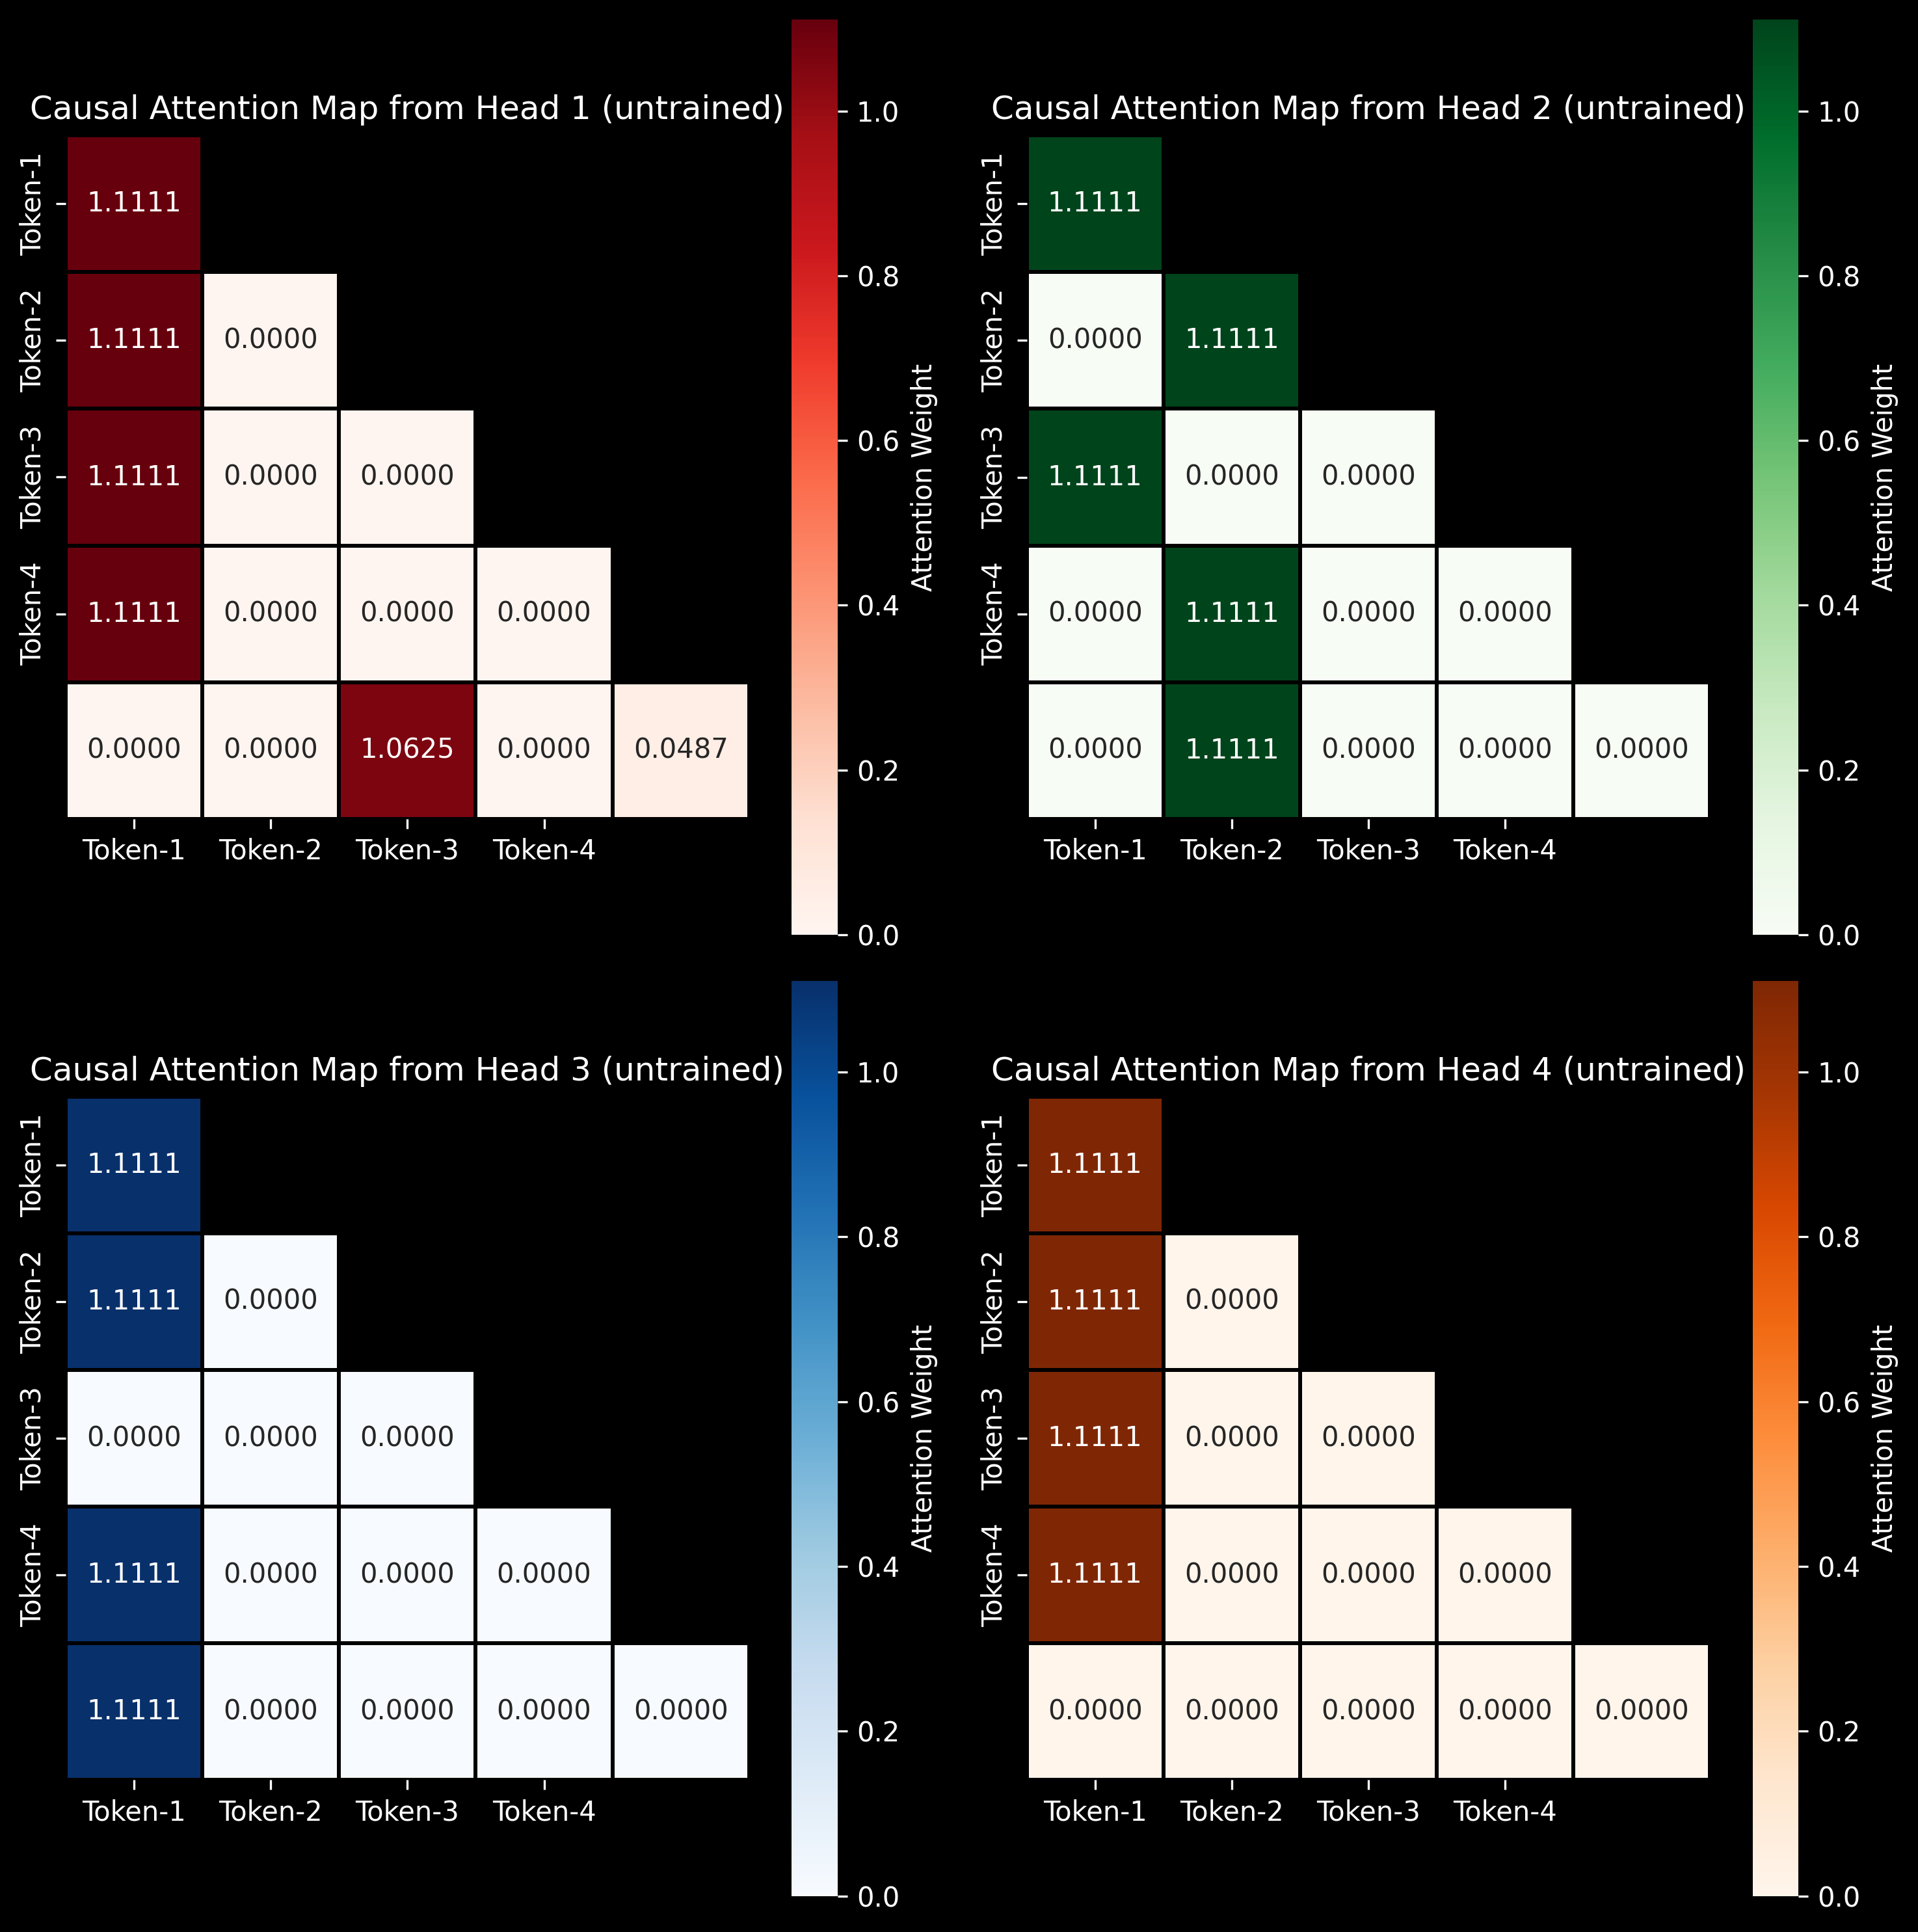 Causal Attention Map from Head 1 (untrained)
Token-1
Token-2
Token-3
Token-4
1.1111
1.1111 0.0000
1.1111 0.0000 0.0000
1.1111 0.0000 0.0000 0.0000
0.0000 0.0000 1.0625 0.0000 0.0487
Token-1 Token-2 Token-3 Token-4
1.0
0.8
0.6
0.4
0.2
0.0
Attention Weight
Causal Attention Map from Head 2 (untrained)
Token-1
Token-2
Token-3
Token-4
1.1111
0.0000 1.1111
1.1111 0.0000 0.0000
0.0000 1.1111 0.0000 0.0000
0.0000 1.1111 0.0000 0.0000 0.0000
Token-1 Token-2 Token-3 Token-4
1.0
0.8
0.6
0.4
0.2
0.0
Attention Weight
Causal Attention Map from Head 3 (untrained)
Token-1
Token-2
Token-3
Token-4
1.1111
1.1111 0.0000
0.0000 0.0000 0.0000
1.1111 0.0000 0.0000 0.0000
1.1111 0.0000 0.0000 0.0000 0.0000
Token-1 Token-2 Token-3 Token-4
1.0
0.8
0.6
0.4
0.2
0.0
Attention Weight
Causal Attention Map from Head 4 (untrained)
Token-1
Token-2
Token-3
Token-4
1.1111
1.1111 0.0000
1.1111 0.0000 0.0000
1.1111 0.0000 0.0000 0.0000
0.0000 0.0000 0.0000 0.0000 0.0000
Token-1 Token-2 Token-3 Token-4
1.0
0.8
0.6
0.4
0.2
0.0
Attention Weight